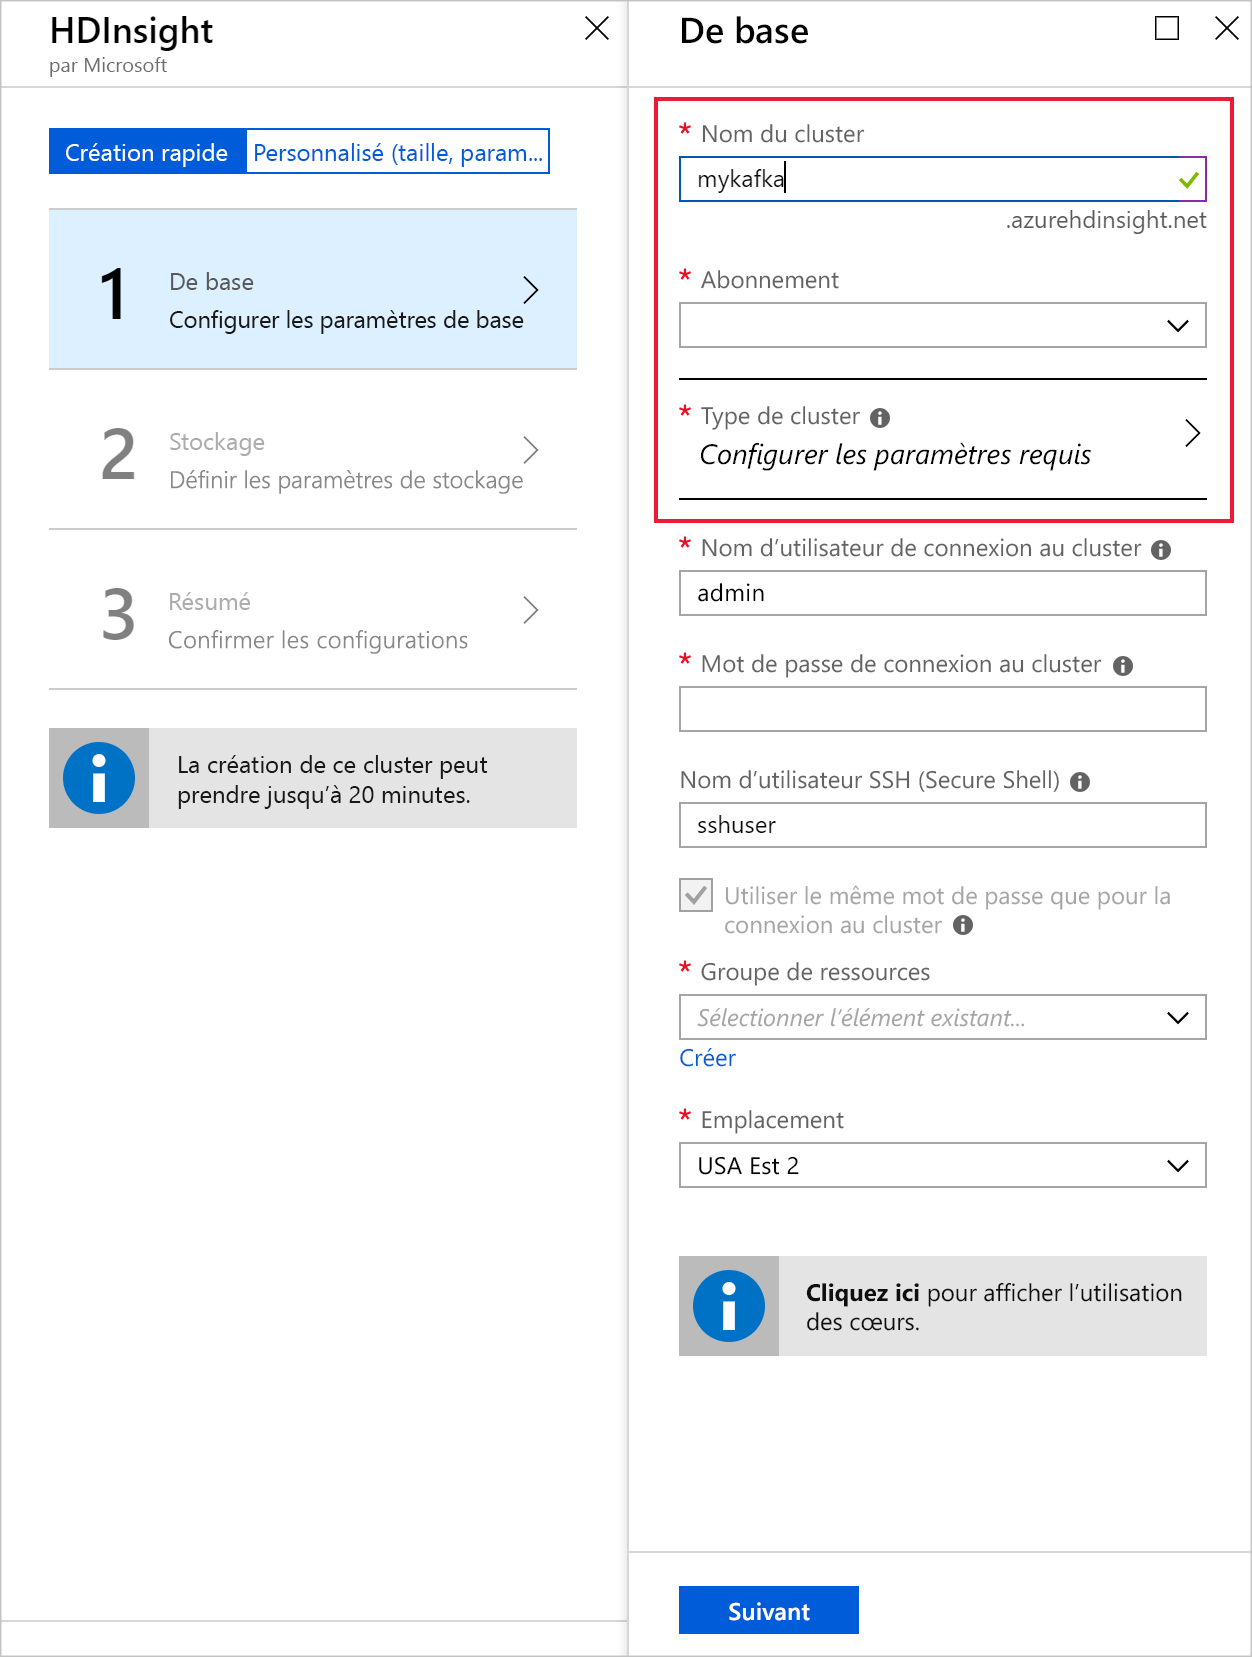 HDInsight
par Microsoft
Création rapide
Personnalisé (taille, param...
1
De base
Configurer les paramètres de base
2
Stockage
Définir les paramètres de stockage
3
Résumé
Confirmer les configurations
La création de ce cluster peut
prendre jusqu’à 20 minutes.
De base
* Nom du cluster
mykafka
.azurehdinsight.net
* Abonnement
* Type de cluster
Configurer les paramètres requis
* Nom d’utilisateur de connexion au cluster
admin
* Mot de passe de connexion au cluster
Nom d’utilisateur SSH (Secure Shell)
sshuser
Utiliser le même mot de passe que pour la
connexion au cluster
* Groupe de ressources
Sélectionner l’élément existant...
Créer
* Emplacement
USA Est 2
Cliquez ici pour afficher l’utilisation
des cœurs.
Suivant